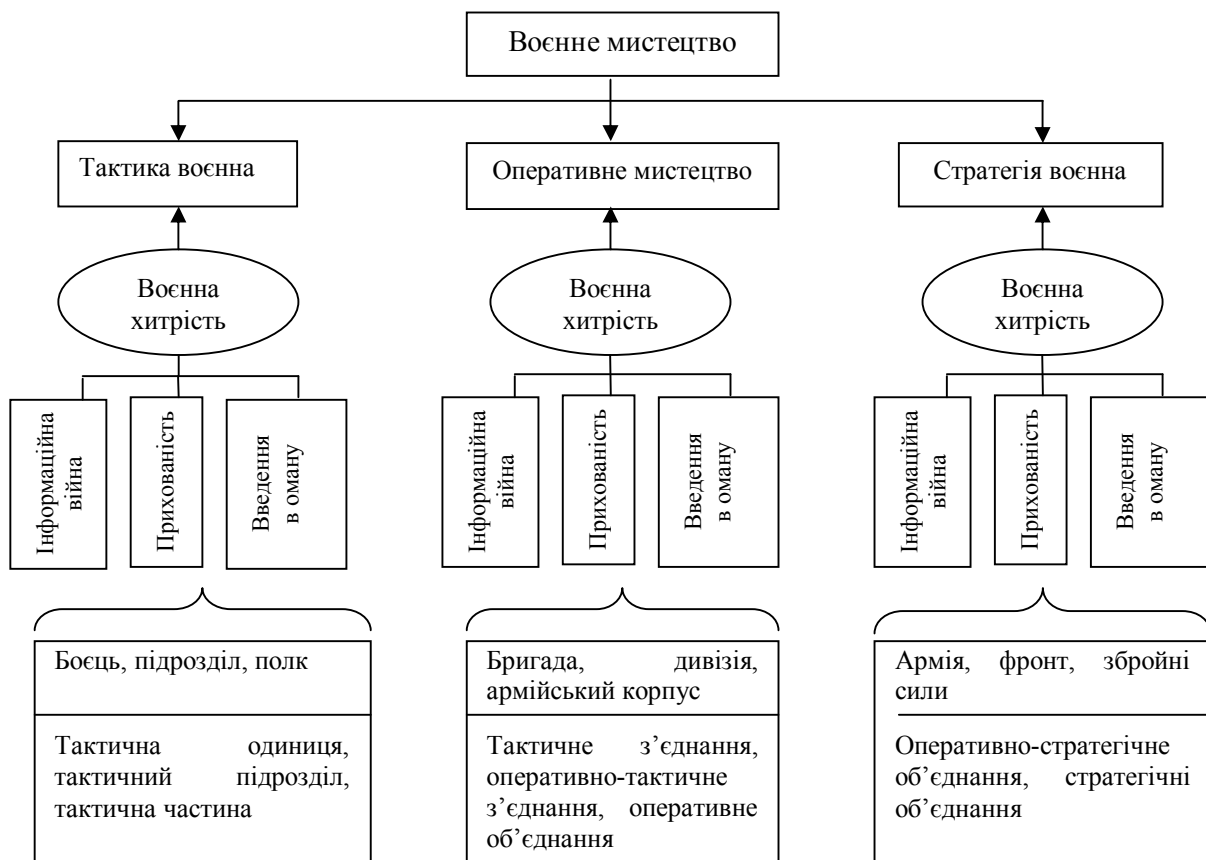 Воєнне мистецтво
Тактика воєнна
Оперативне мистецтво
Стратегія воєнна
Воєнна
хитрість
Воєнна
хитрість
Воєнна
хитрість
Інформаційна
війна
Прихованість
Введення
в оману
Інформаційна
війна
Прихованість
Введення
в оману
Інформаційна
війна
Прихованість
Введення
в оману
Боєць, підрозділ, полк
Тактична одиниця,
тактичний підрозділ,
тактична частина
Бригада, дивізія,
армійський корпус
Тактичне з’єднання,
оперативно-тактичне
з’єднання, оперативне
об’єднання
Армія, фронт, збройні
сили
Оперативно-стратегічне
об’єднання, стратегічні
об’єднання